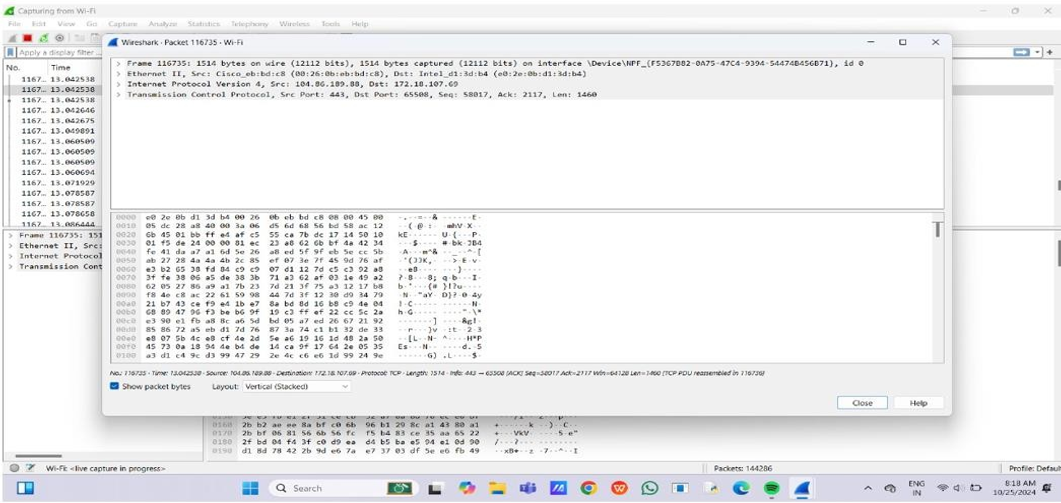 Capturing from Wi-Fi
File Edit View Go Capture Analyze Statistics Telephony Wireless Tools Help
Apply a display filter ...
No. Time
1167… 13.042538
1167… 13.042538
1167… 13.042538
1167… 13.042646
1167… 13.042675
1167… 13.049891
1167… 13.060509
1167… 13.060509
1167… 13.060509
1167… 13.060694
1167… 13.071929
1167… 13.078587
1167… 13.078587
1167… 13.078658
1167… 13.086444
Frame 116735: 151
Ethernet II, Src:
Internet Protocol
Transmission Cont
Wireshark · Packet 116735 · Wi-Fi
Frame 116735: 1514 bytes on wire (12112 bits), 1514 bytes captured (12112 bits) on interface \Device\NPF_{F5367B82-0A75-47C4-9394-54474B456B71}, id 0
Ethernet II, Src: Cisco_eb:bd:c8 (00:26:0b:eb:bd:c8), Dst: Intel_d1:3d:b4 (e0:2e:0b:d1:3d:b4)
Internet Protocol Version 4, Src: 104.86.189.88, Dst: 172.18.107.69
Transmission Control Protocol, Src Port: 443, Dst Port: 65508, Seq: 58017, Ack: 2117, Len: 1460
0000 e0 2e 0b d1 3d b4 00 26 0b eb bd c8 08 00 45 00
0010 05 dc 28 a8 40 00 3a 06 d5 6d 68 56 bd 58 ac 12
0020 6b 45 01 bb ff e4 af c5 55 ca 7b dc 17 14 50 10
0030 01 f5 de 24 00 00 81 ec 23 a8 62 6b bf 4a 42 34
0040 fe 41 da a7 a1 6d 5e 26 a8 ed 5f 9f eb 5e cc 5b
0050 ab 27 28 4a 4a 4b 2c 85 ef 07 3e 7f 45 9d 76 af
0060 e3 b2 65 38 fd 84 c9 c9 07 d1 12 7d c5 c3 92 a8
0070 3f fe 38 06 a5 de 38 3b 71 a3 62 af 03 1e 49 a2
0080 62 05 27 86 a9 a1 7b 23 7d 21 3f 75 a3 12 17 b8
0090 f8 4e c8 ac 22 61 59 98 44 7d 3f 12 30 d9 34 79
00a0 21 b7 43 ce f9 e4 1b e7 8a bd 8d 16 b8 c9 4e 04
00b0 68 89 47 96 f3 be b6 9f 19 c3 ff ef 22 cc 5c 2a
00c0 e3 90 e1 fb a8 8c a6 5d bd 05 a7 ed 26 67 21 92
00d0 85 86 72 a5 eb d1 7d 76 87 3a 74 c1 b1 32 de 33
00e0 e8 07 5b 4c e8 cf 4e 2d 5e a6 19 16 1d 48 2a 50
00f0 45 73 0a 18 94 4e b4 de 14 ca 9f 17 64 2e 05 35
0100 a3 d1 c4 9c d3 99 47 29 2e 4c c6 e6 1d 99 24 9e
No.: 116735 · Time: 13.042538 · Source: 104.86.189.88 · Destination: 172.18.107.69 · Protocol: TCP · Length: 1514 · Info: 443 → 65508 [ACK] Seq=58017 Ack=2117 Win=64128 Len=1460 [TCP PDU reassembled in 116736]
Show packet bytes Layout: Vertical (Stacked)
Close Help
0160 2b b2 ae ee 8a bf c0 6b 96 b1 29 8c a1 43 80 a1
0170 2b bf 06 81 56 6b 56 fc f5 b4 83 ce 35 aa 65 22
0180 2f bd 04 f4 3f c0 d9 ea d4 b5 ba e5 94 e1 0d 90
0190 d1 8d 78 42 2b 9d e6 7a e7 37 03 df 5e e6 fb 49
Wi-Fi: <live capture in progress>
Packets: 144286
Profile: Defaul
Search
ENG
IN
8:18 AM
10/25/2024